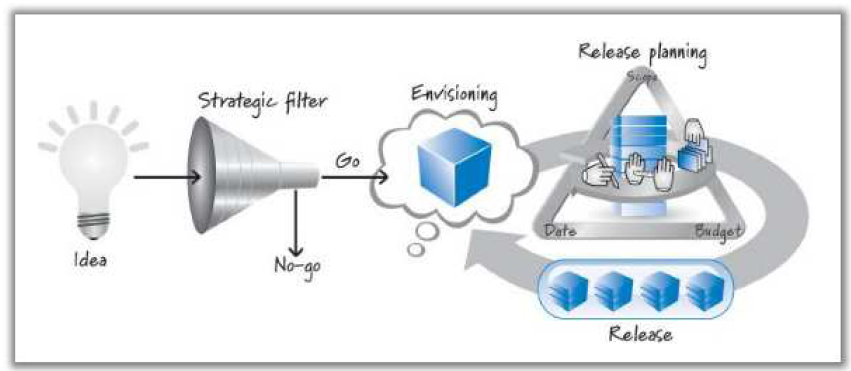 Release planning
Scope
Strategic filter
Envisioning
Go
Date
Budget
Idea
No-go
Release